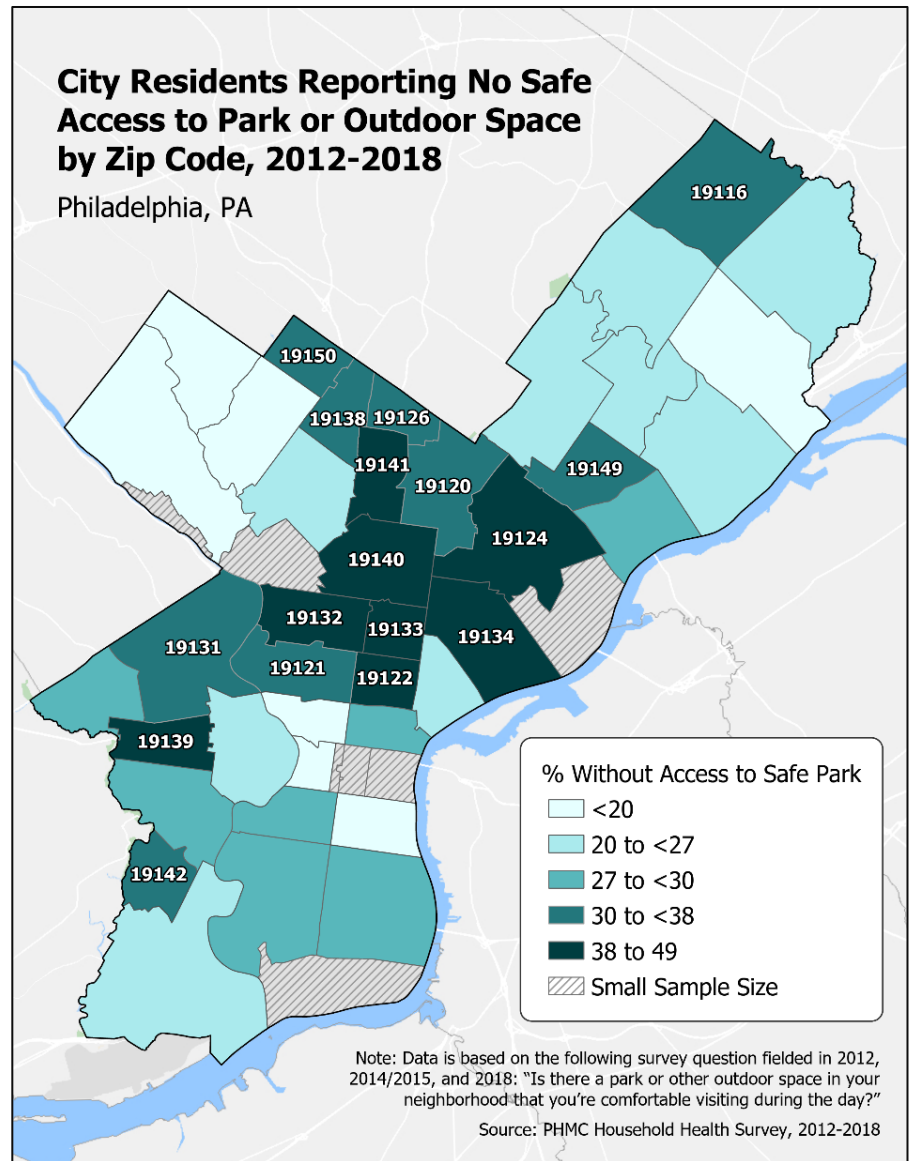 City Residents Reporting No Safe
Access to Park or Outdoor Space
by Zip Code, 2012-2018
Philadelphia, PA
19116
19150
19138
19126
19141
19120
19149
19124
19140
19132
19133
19134
19131
19121
19122
19139
19142
% Without Access to Safe Park
<20
20 to <27
27 to <30
30 to <38
38 to 49
Small Sample Size
Note: Data is based on the following survey question fielded in 2012,
2014/2015, and 2018: “Is there a park or other outdoor space in your
neighborhood that you’re comfortable visiting during the day?”
Source: PHMC Household Health Survey, 2012-2018